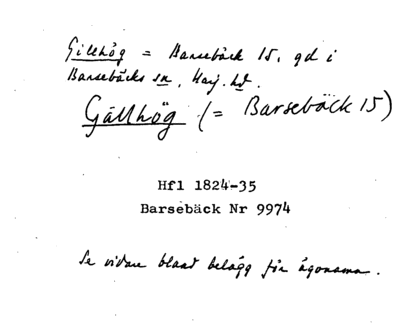 Gillhög = Barsebäck 15, gd i
Barsebäcks sn, Harj. hd.
Gällhög (= Barsebäck 15)
Hfl 1824-35
Barsebäck Nr 9974
Se vidare bland belägg för ägonamn.